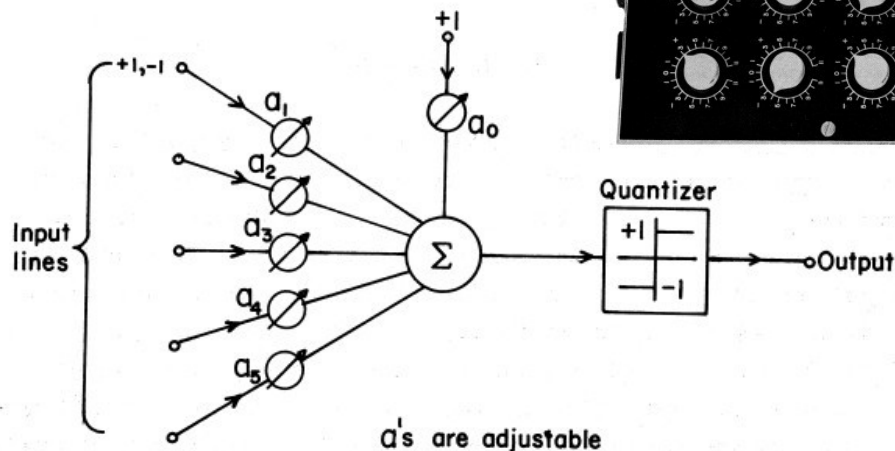 +1
+1,-1
a1
a0
a2
Quantizer
Input
lines
a3
+1
Σ
-1
Output
a4
a5
a's are adjustable